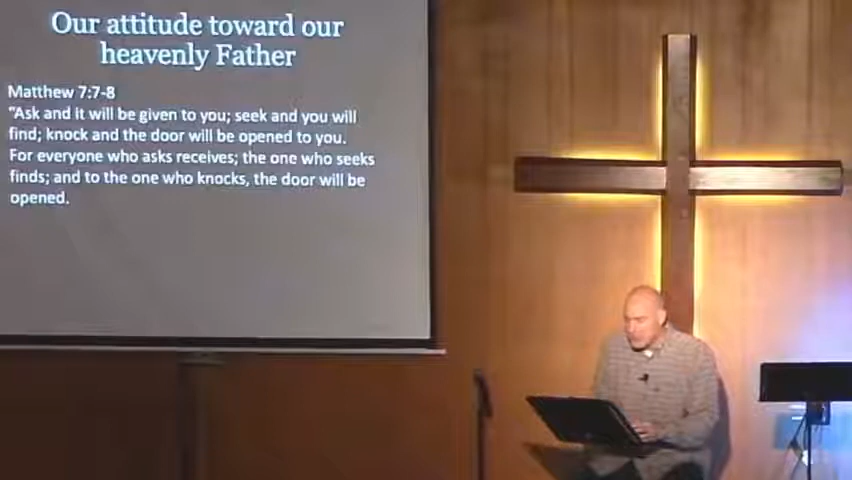 Our attitude toward our
heavenly Father
Matthew 7:7-8
"Ask and it will be given to you; seek and you will
find; knock and the door will be opened to you.
For everyone who asks receives; the one who seeks
finds; and to the one who knocks, the door will be
opened.